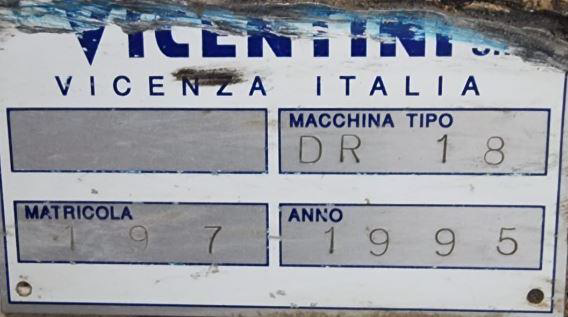 VICENTINI
VICENZA ITALIA
MACCHINA TIPO
DR 18
MATRICOLA ANNO
197 1995